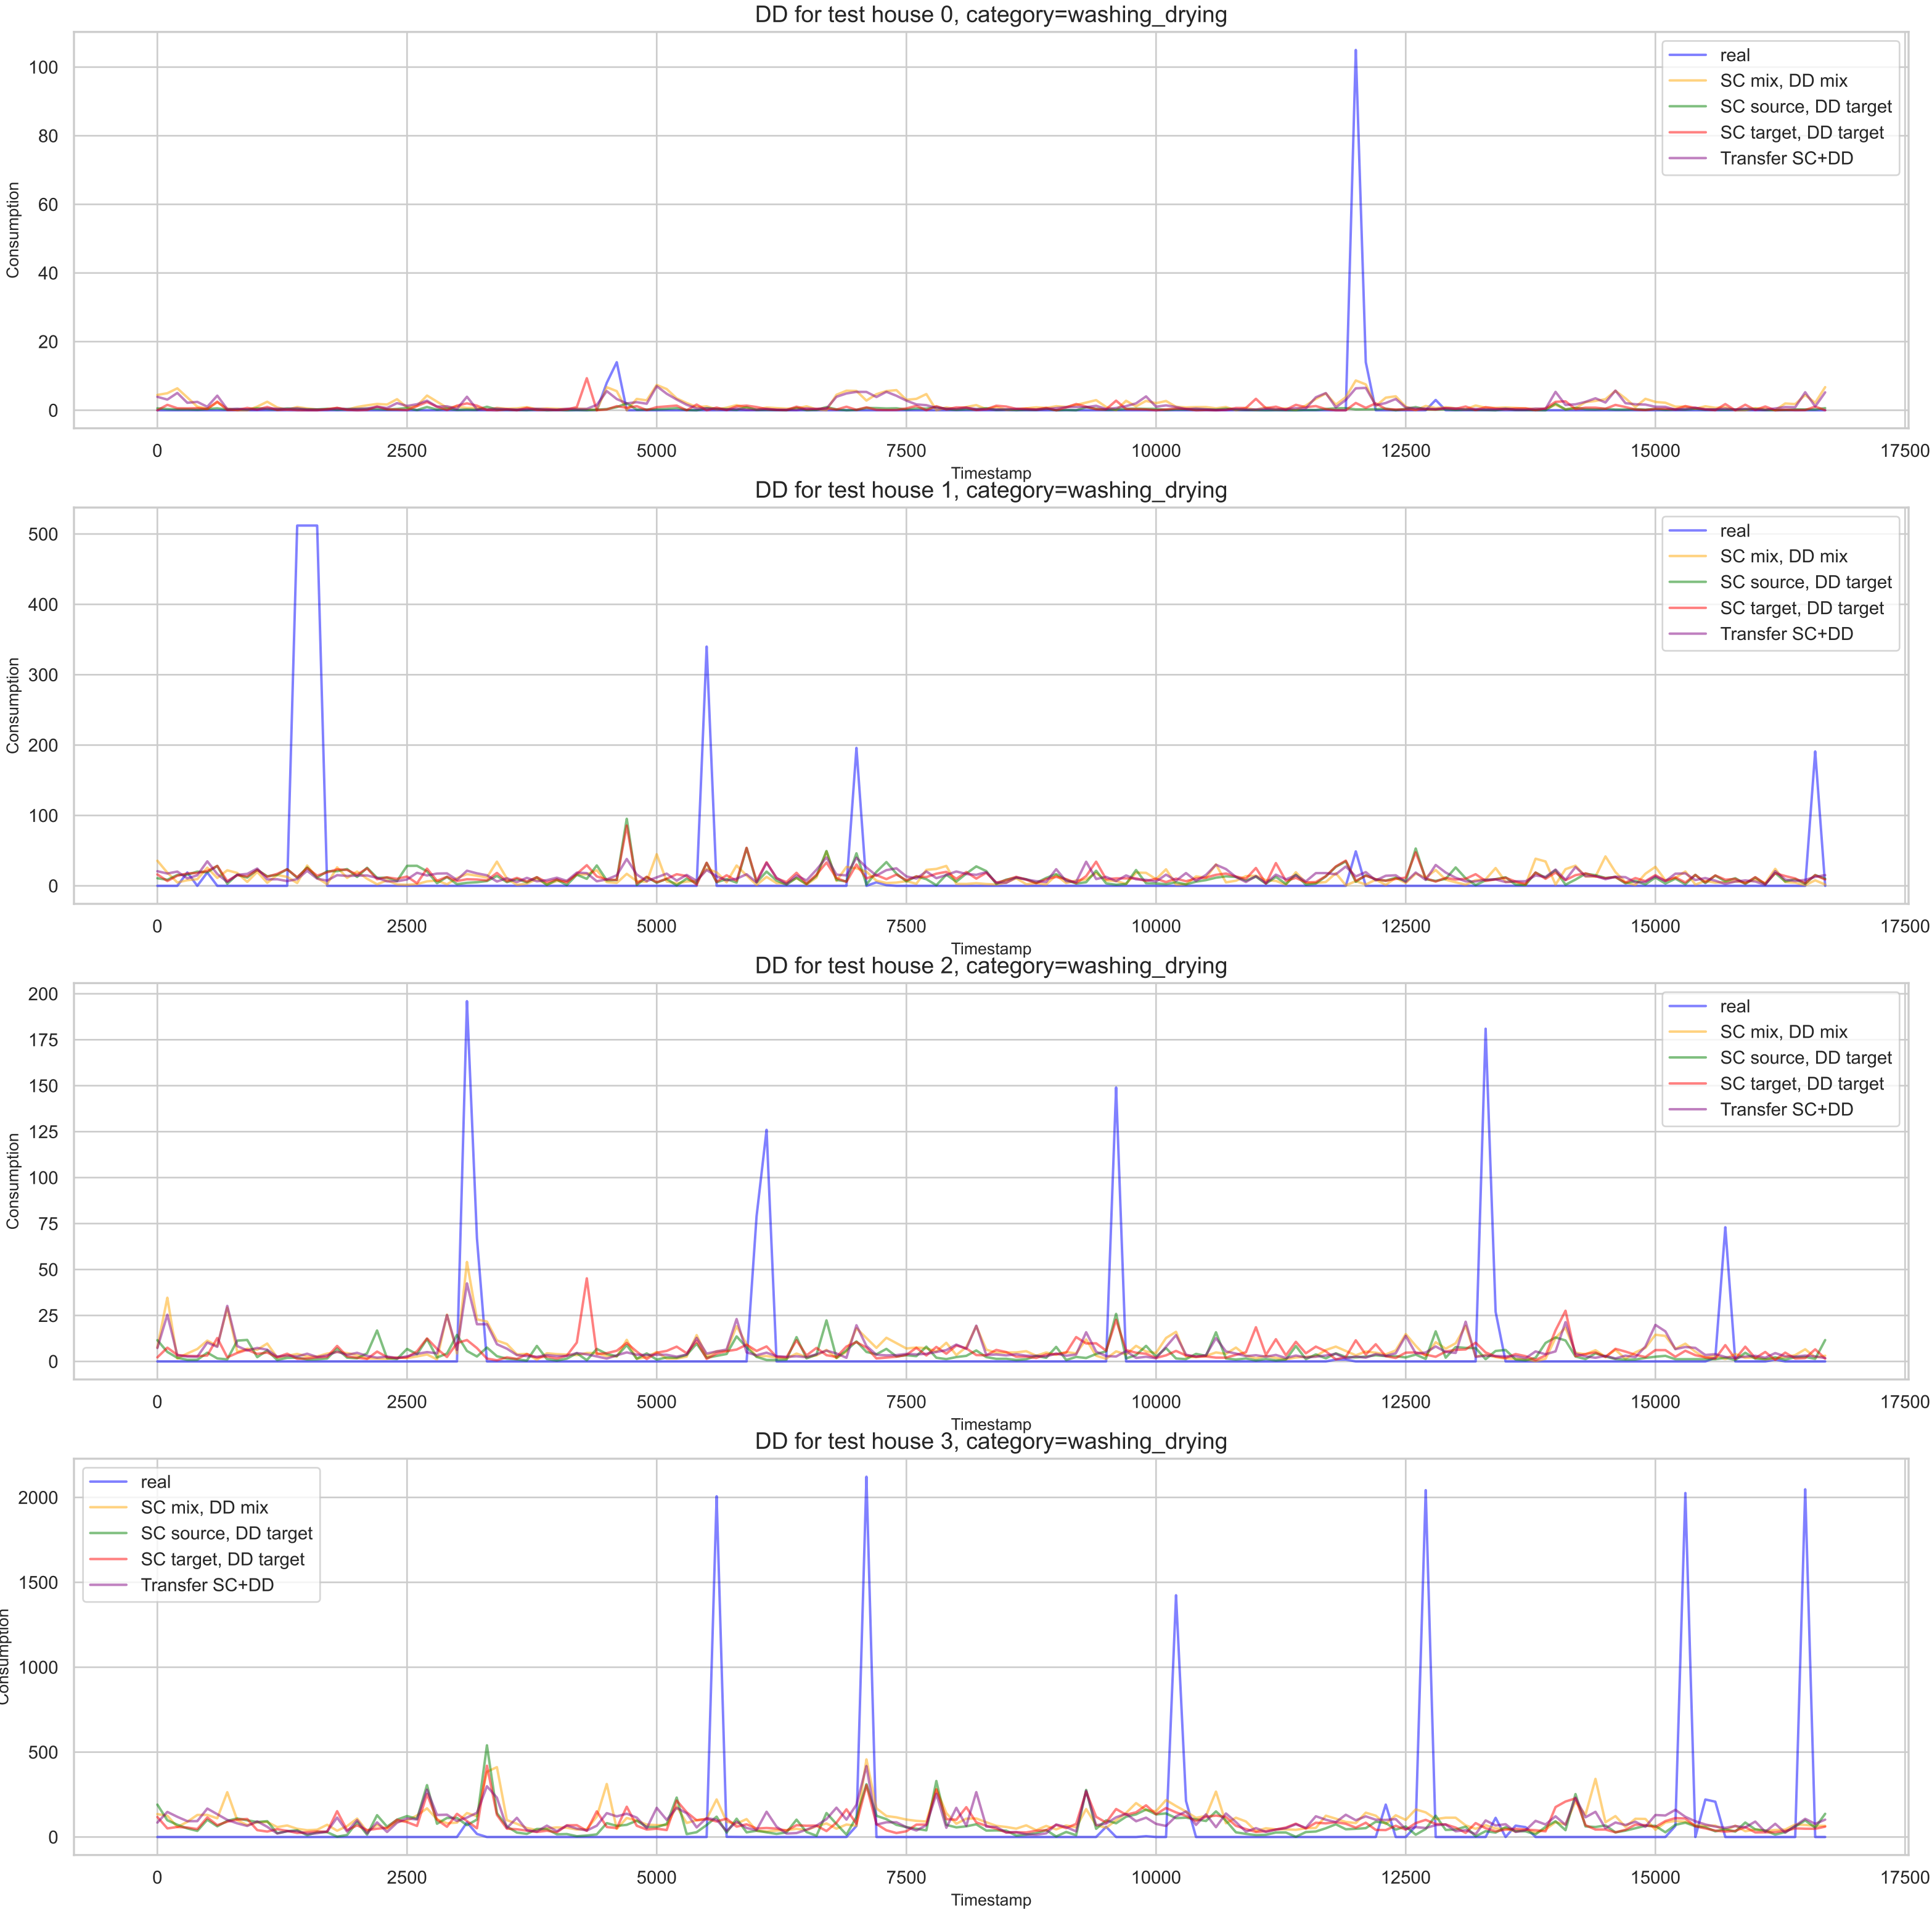 DD for test house 0, category=washing_drying
100
80
60
40
20
0
Consumption
real
SC mix, DD mix
SC source, DD target
SC target, DD target
Transfer SC+DD
0 2500 5000 7500 10000 12500 15000 17500
Timestamp
DD for test house 1, category=washing_drying
500
400
300
200
100
0
Consumption
real
SC mix, DD mix
SC source, DD target
SC target, DD target
Transfer SC+DD
0 2500 5000 7500 10000 12500 15000 17500
Timestamp
DD for test house 2, category=washing_drying
200
175
150
125
100
75
50
25
0
Consumption
real
SC mix, DD mix
SC source, DD target
SC target, DD target
Transfer SC+DD
0 2500 5000 7500 10000 12500 15000 17500
Timestamp
DD for test house 3, category=washing_drying
2000
1500
1000
500
0
Consumption
real
SC mix, DD mix
SC source, DD target
SC target, DD target
Transfer SC+DD
0 2500 5000 7500 10000 12500 15000 17500
Timestamp